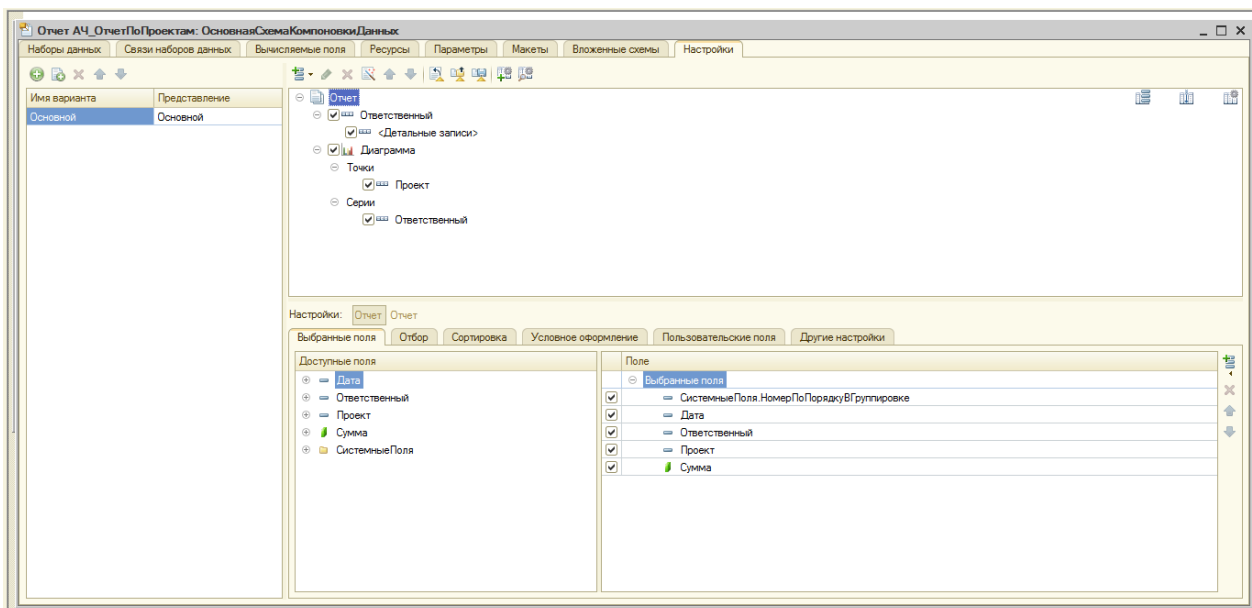 Отчет АЧ_ОтчетПоПроектам: ОсновнаяСхемаКомпоновкиДанных
Наборы данных Связи наборов данных Вычисляемые поля Ресурсы Параметры Макеты Вложенные схемы Настройки
Имя варианта Представление
Основной Основной
Отчет
Ответственный
<Детальные записи>
Диаграмма
Точки
Проект
Серии
Ответственный
Настройки: Отчет Отчет
Выбранные поля Отбор Сортировка Условное оформление Пользовательские поля Другие настройки
Доступные поля
Дата
Ответственный
Проект
Сумма
СистемныеПоля
Поле
Выбранные поля
СистемныеПоля.НомерПоПорядкуВГруппировке
Дата
Ответственный
Проект
Сумма